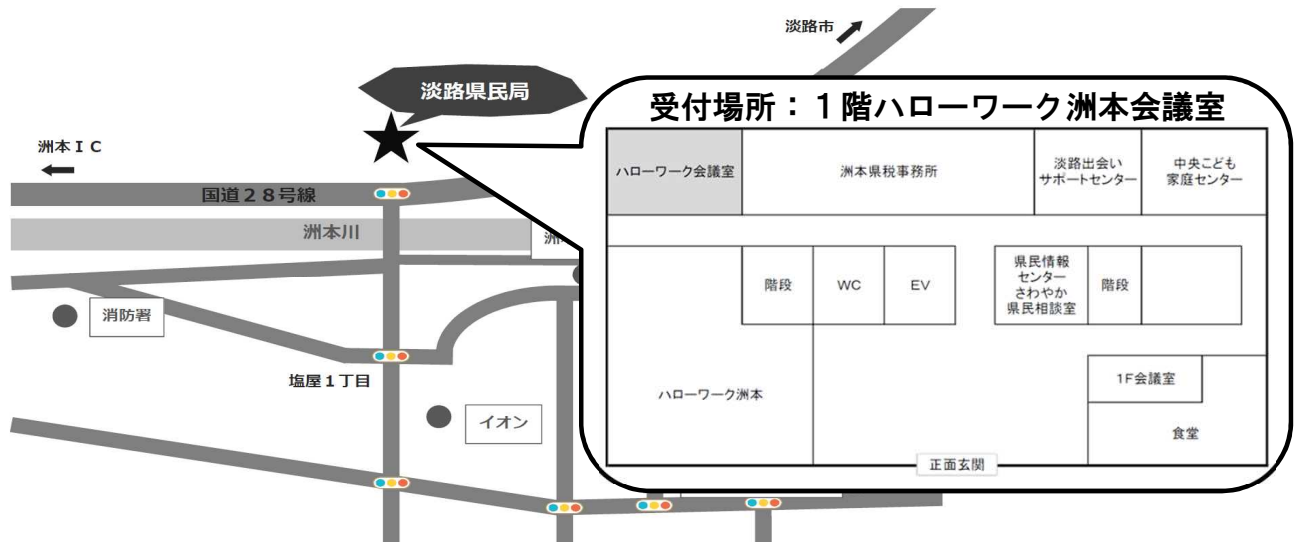 淡路市
淡路県民局
洲本ＩＣ
国道２８号線
洲本川
消防署
塩屋１丁目
イオン
受付場所：１階ハローワーク洲本会議室
ハローワーク会議室
洲本県税事務所
淡路出会い
サポートセンター
中央こども
家庭センター
階段
WC
EV
県民情報
センター
さわやか
県民相談室
階段
ハローワーク洲本
1F会議室
食堂
正面玄関